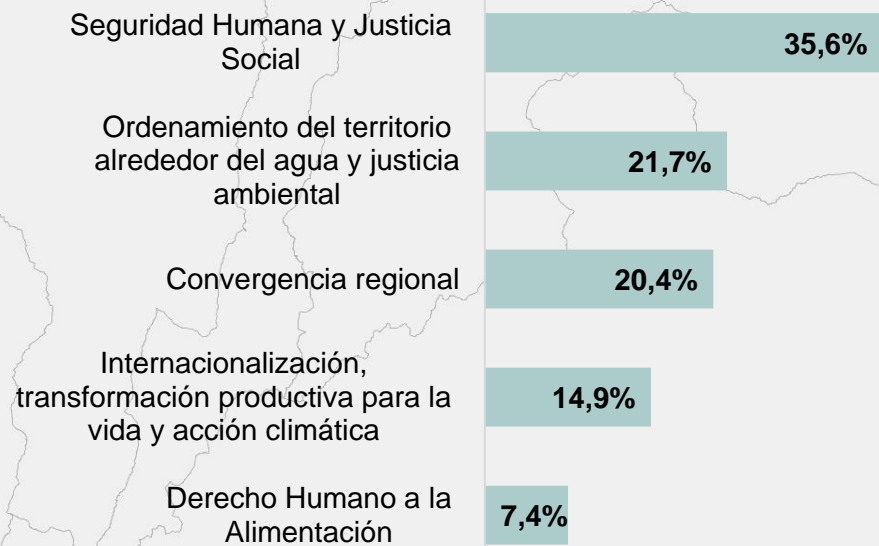 Seguridad Humana y Justicia
Social
35,6%
Ordenamiento del territorio
alrededor del agua y justicia
ambiental
21,7%
Convergencia regional
20,4%
Internacionalización,
transformación productiva para la
vida y acción climática
14,9%
Derecho Humano a la
Alimentación
7,4%